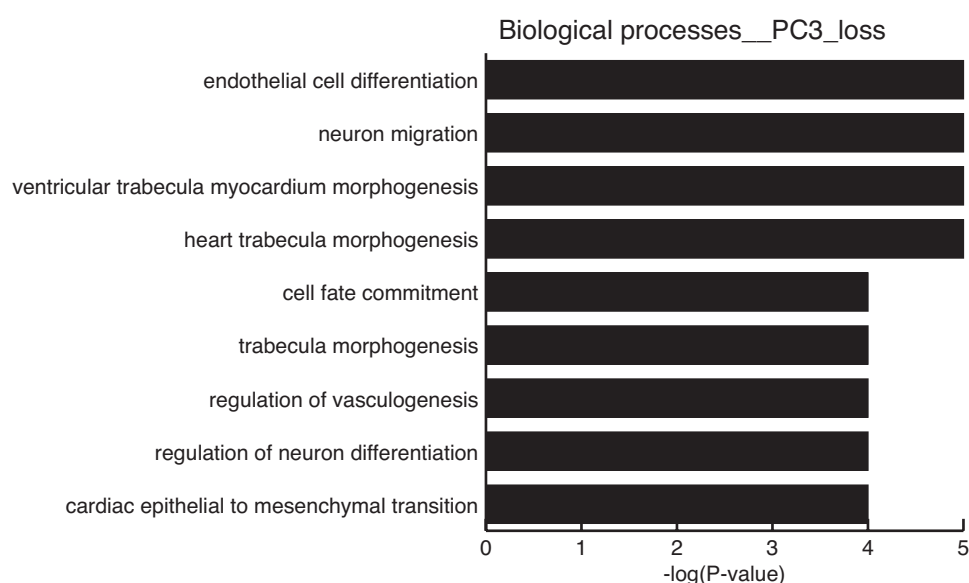 Biological processes__PC3_loss
endothelial cell differentiation
neuron migration
ventricular trabecula myocardium morphogenesis
heart trabecula morphogenesis
cell fate commitment
trabecula morphogenesis
regulation of vasculogenesis
regulation of neuron differentiation
cardiac epithelial to mesenchymal transition
0 1 2 3 4 5
-log(P-value)